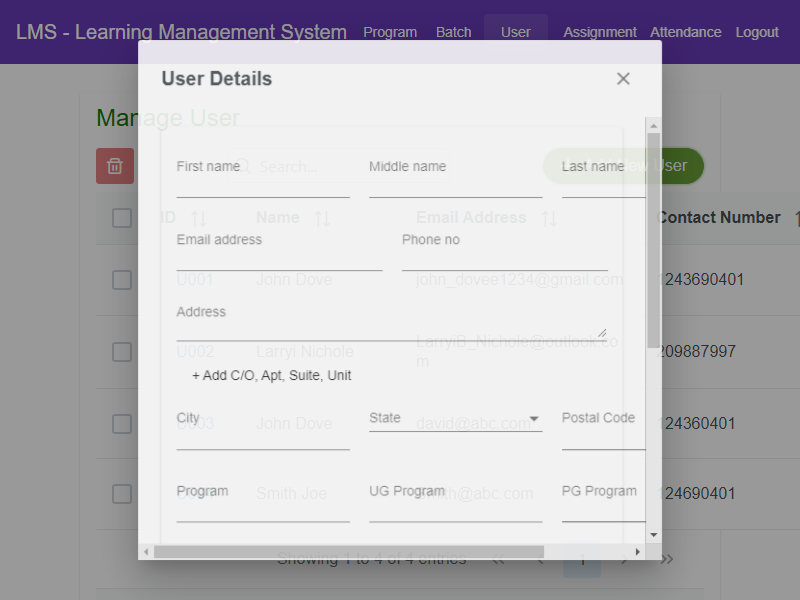 LMS - Learning Management System Program Batch User Assignment Attendance Logout
User Details
Manage User
First name Middle name Last name
Search... User
ID Name Email Address Contact Number
Email address Phone no
U001 John Dove john_dovee1234@gmail.com 1243690401
Address
U002 Larryi Nichole LarryiB_Nichole@outlook.co
m 209887997
+ Add C/O, Apt, Suite, Unit
City State Postal Code
U003 John Dove david@abc.com 124360401
Program UG Program PG Program
Smith Joe smith@abc.com 124690401
Showing 1 to 4 of 4 entries « ‹ 1 › »